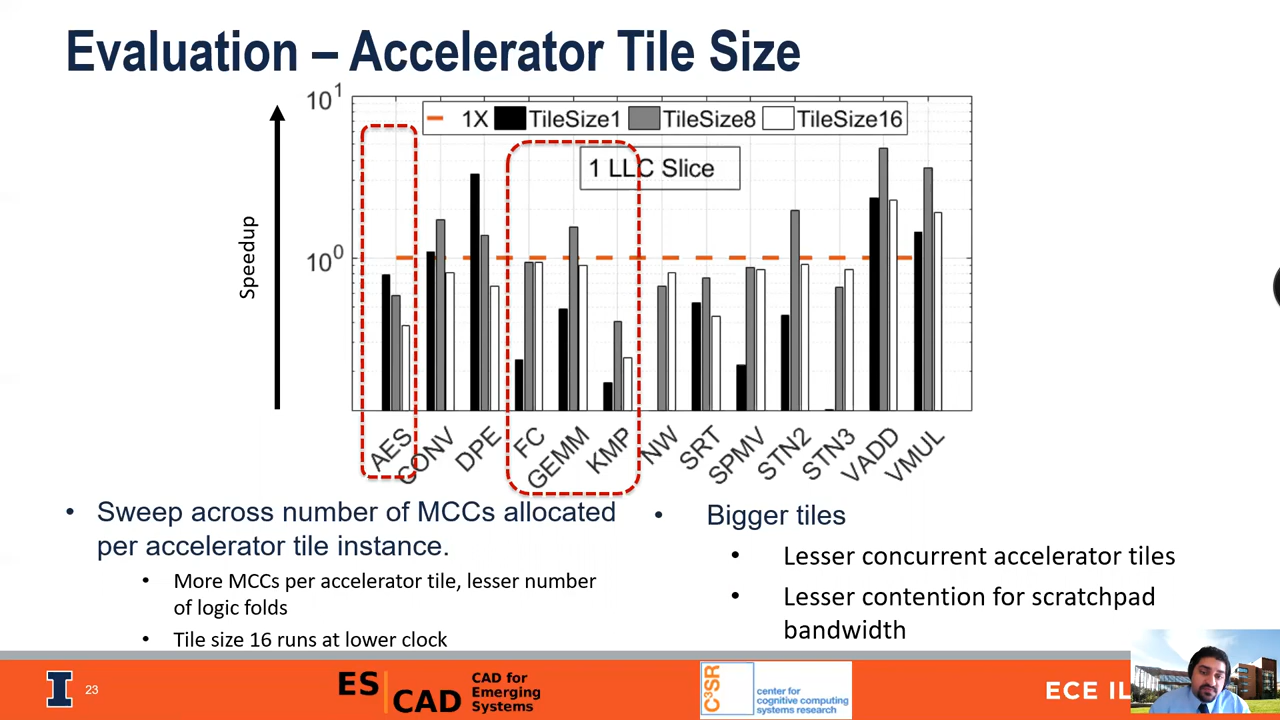 Evaluation – Accelerator Tile Size
10^1
1X TileSize1 TileSize8 TileSize16
1 LLC Slice
Speedup
10^0
AES CONV DPE FC GEMM KMP NW SRT SPMV STN2 STN3 VADD VMUL
• Sweep across number of MCCs allocated
per accelerator tile instance.
• More MCCs per accelerator tile, lesser number
of logic folds
• Tile size 16 runs at lower clock
• Bigger tiles
• Lesser concurrent accelerator tiles
• Lesser contention for scratchpad
bandwidth
I
23
ES CAD
CAD for
Emerging
Systems
C³SR
center for
cognitive computing
systems research
ECE IL